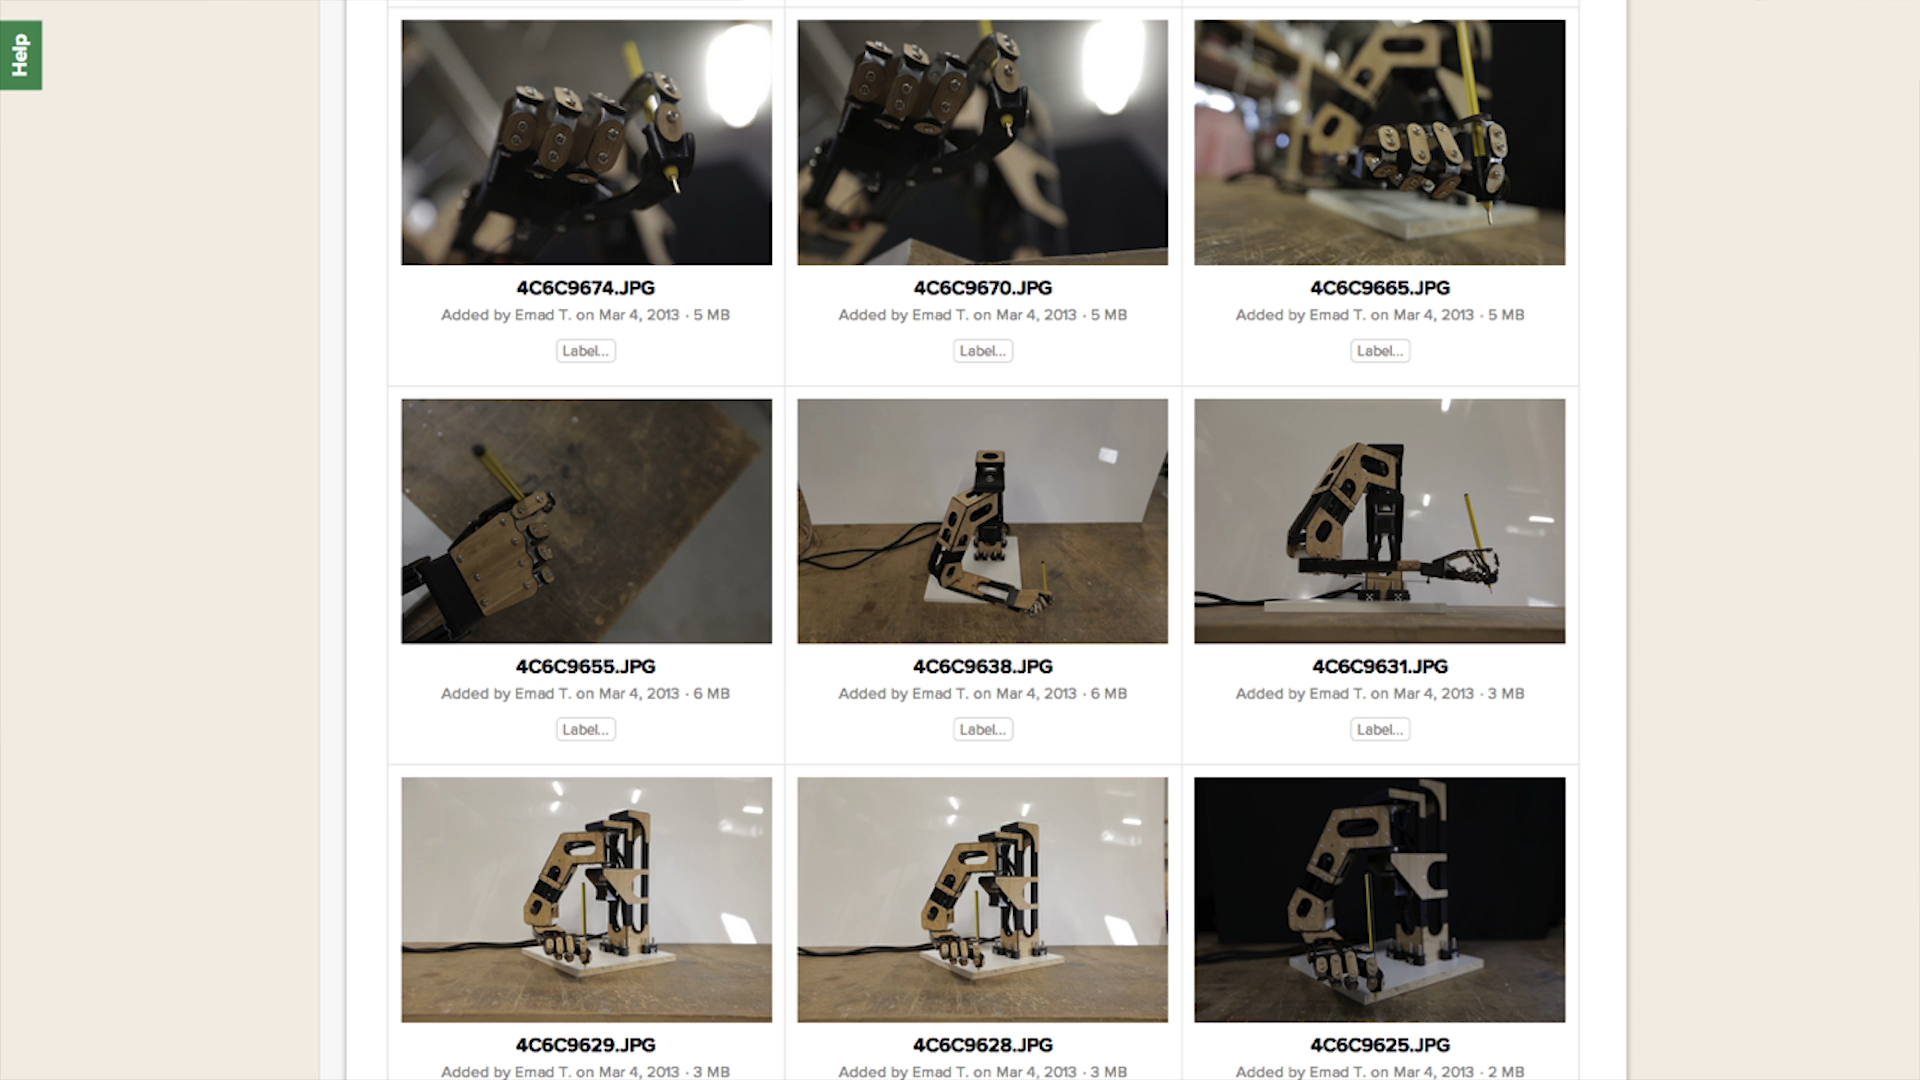 Help
4C6C9674.JPG
Added by Emad T. on Mar 4, 2013 · 5 MB
Label...
4C6C9670.JPG
Added by Emad T. on Mar 4, 2013 · 5 MB
Label...
4C6C9665.JPG
Added by Emad T. on Mar 4, 2013 · 5 MB
Label...
4C6C9655.JPG
Added by Emad T. on Mar 4, 2013 · 6 MB
Label...
4C6C9638.JPG
Added by Emad T. on Mar 4, 2013 · 6 MB
Label...
4C6C9631.JPG
Added by Emad T. on Mar 4, 2013 · 3 MB
Label...
4C6C9629.JPG
Added by Emad T. on Mar 4, 2013 · 3 MB
4C6C9628.JPG
Added by Emad T. on Mar 4, 2013 · 3 MB
4C6C9625.JPG
Added by Emad T. on Mar 4, 2013 · 2 MB